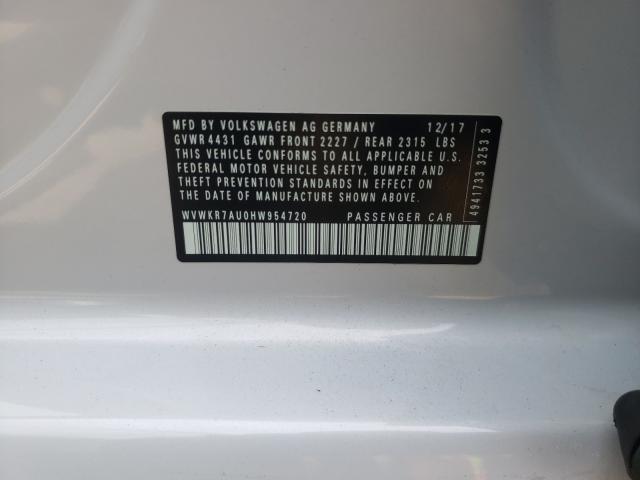 MFD BY VOLKSWAGEN AG GERMANY 12/17
GVWR 4431 GAWR FRONT 2227 / REAR 2315 LBS
THIS VEHICLE CONFORMS TO ALL APPLICABLE U.S.
FEDERAL MOTOR VEHICLE SAFETY, BUMPER AND
THEFT PREVENTION STANDARDS IN EFFECT ON
THE DATE OF MANUFACTURE SHOWN ABOVE
WVWKR7AU0HW954720 PASSENGER CAR
4941733 3253 3